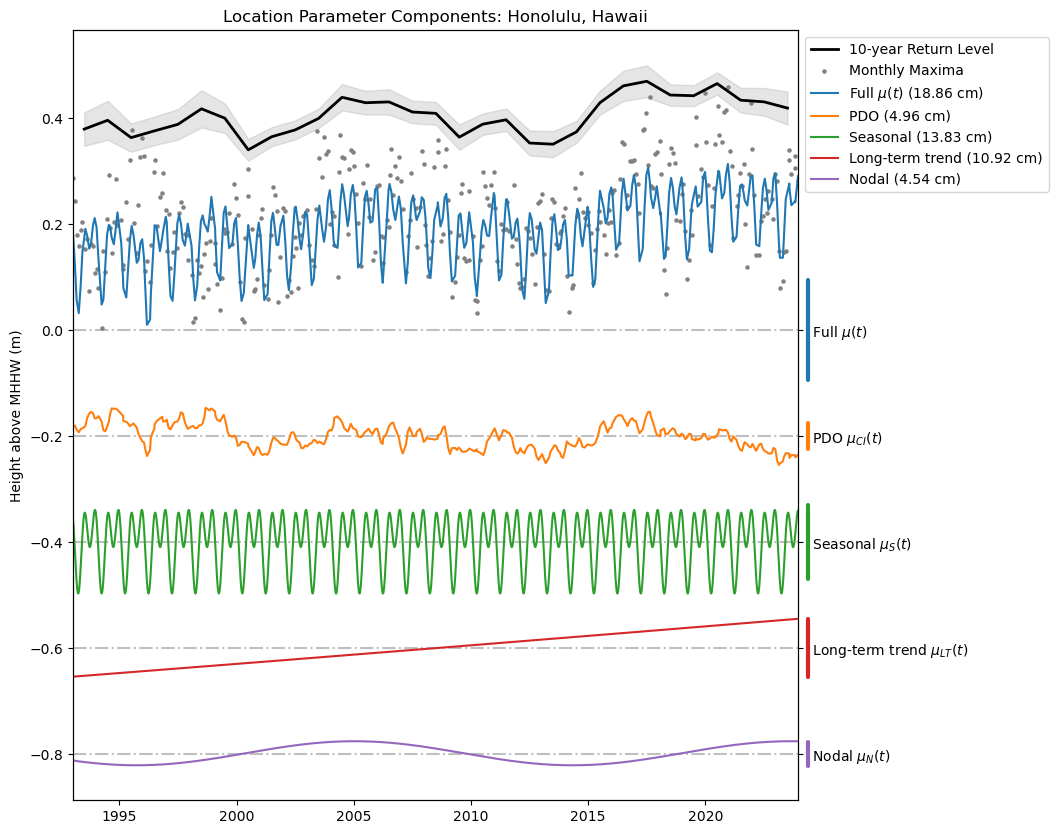 Location Parameter Components: Honolulu, Hawaii
10-year Return Level
Monthly Maxima
Full μ(t) (18.86 cm)
PDO (4.96 cm)
Seasonal (13.83 cm)
Long-term trend (10.92 cm)
Nodal (4.54 cm)
Height above MHHW (m)
0.4
0.2
0.0
−0.2
−0.4
−0.6
−0.8
Full μ(t)
PDO μCI(t)
Seasonal μS(t)
Long-term trend μLT(t)
Nodal μN(t)
1995 2000 2005 2010 2015 2020